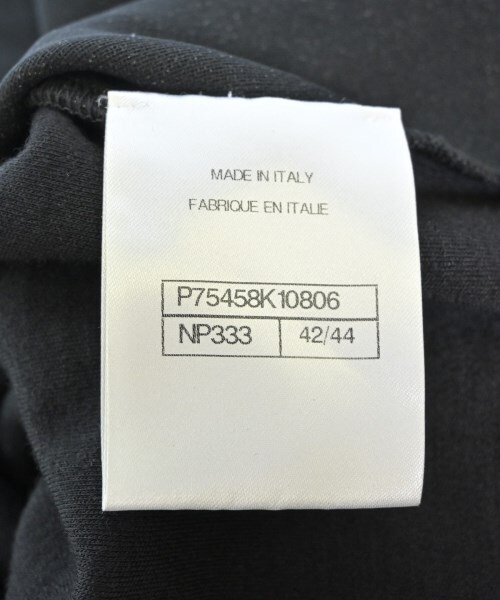 MADE IN ITALY
FABRIQUE EN ITALIE
P75458K10806
NP333 42/44